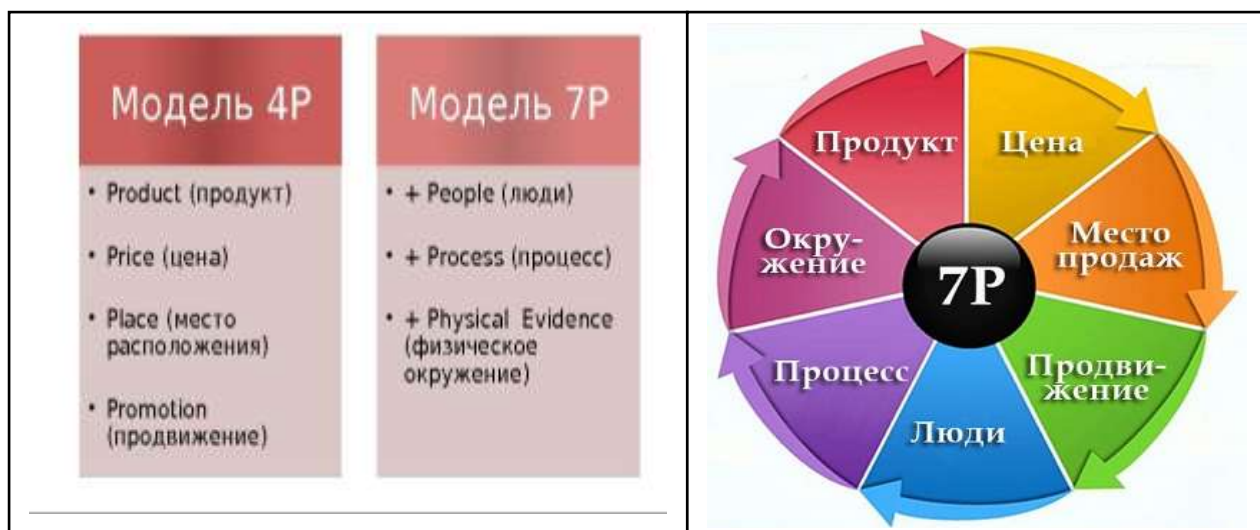 Модель 4P
• Product (продукт)
• Price (цена)
• Place (место
расположения)
• Promotion
(продвижение)
Модель 7P
• + People (люди)
• + Process (процесс)
• + Physical Evidence
(физическое
окружение)
Продукт
Цена
Место
продаж
Продви-
жение
Люди
Процесс
Окру-
жение
7P